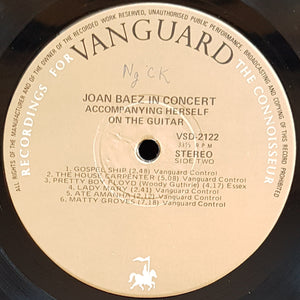 ALL RIGHTS OF THE MANUFACTURER AND OF THE OWNER OF THE RECORDED WORK RESERVED, UNAUTHORISED PUBLIC PERFORMANCE, BROADCASTING AND COPYING OF THIS RECORD PROHIBITED
RECORDINGS FOR VANGUARD THE CONNOISSEUR
Ng CK
JOAN BAEZ IN CONCERT
ACCOMPANYING HERSELF
ON THE GUITAR
VSD-2122
33⅓ R.P.M
STEREO
SIDE TWO
1. GOSPEL SHIP (2.48) Vanguard Control
2. THE HOUSE CARPENTER (5.08) Vanguard Control
3. PRETTY BOY FLOYD (Woody Guthrie) (4.17) Essex
4. LADY MARY (2.41) Vanguard Control
5. ATE AMANHA (2.12) Vanguard Control
6. MATTY GROVES (7.18) Vanguard Control